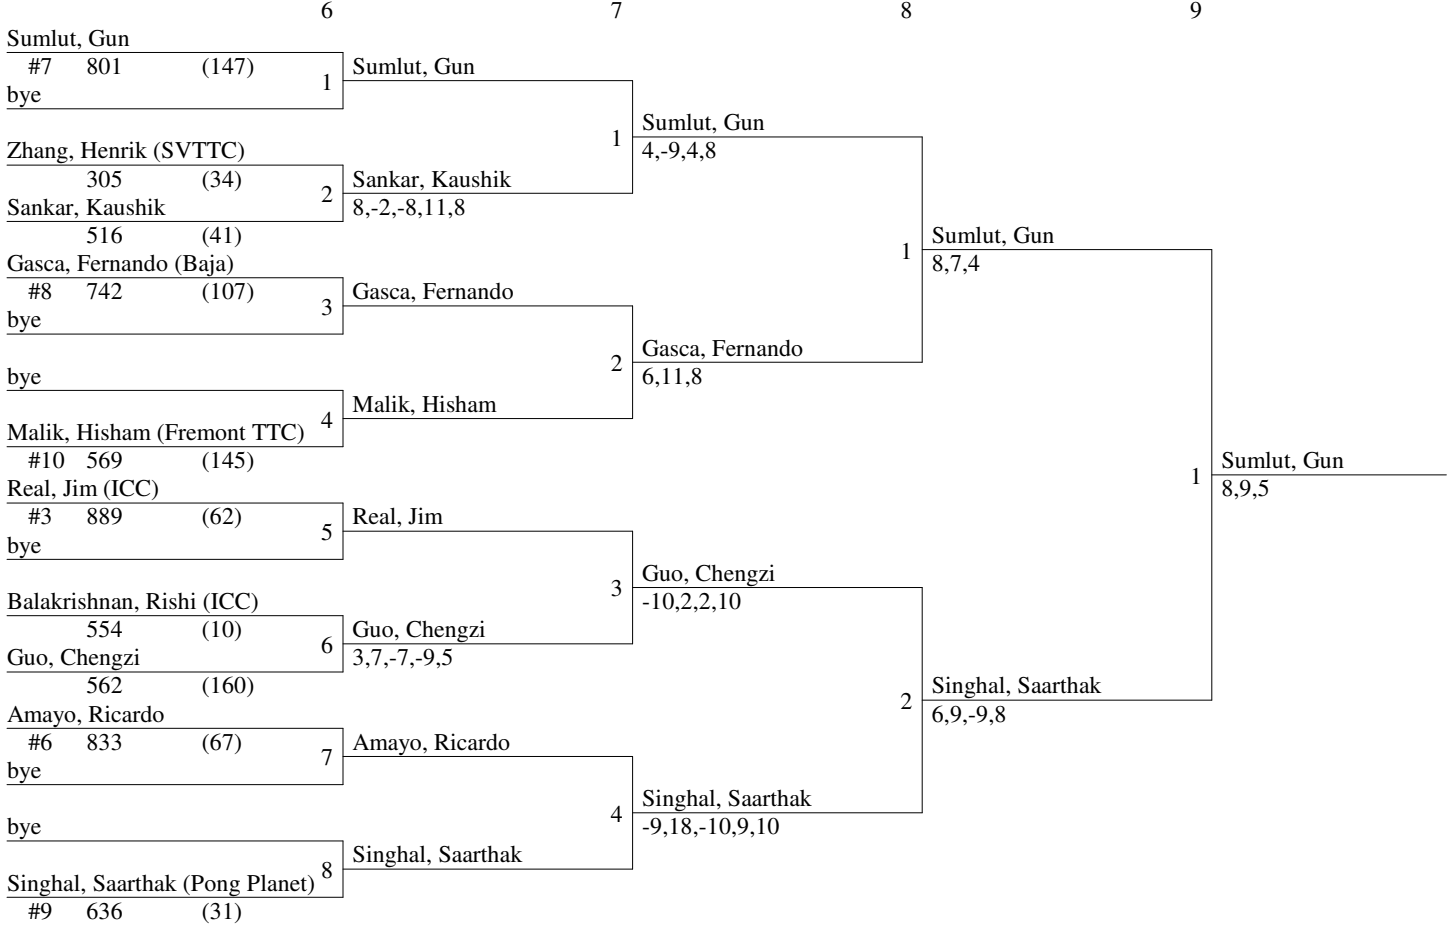 6 7 8 9
Sumlut, Gun
#7 801 (147)
1
Sumlut, Gun
bye
1
Sumlut, Gun
4,-9,4,8
Zhang, Henrik (SVTTC)
305 (34)
2
Sankar, Kaushik
8,-2,-8,11,8
Sankar, Kaushik
516 (41)
1
Sumlut, Gun
8,7,4
Gasca, Fernando (Baja)
#8 742 (107)
3
Gasca, Fernando
bye
2
Gasca, Fernando
6,11,8
bye
4
Malik, Hisham
Malik, Hisham (Fremont TTC)
#10 569 (145)
1
Sumlut, Gun
8,9,5
Real, Jim (ICC)
#3 889 (62)
5
Real, Jim
bye
3
Guo, Chengzi
-10,2,2,10
Balakrishnan, Rishi (ICC)
554 (10)
6
Guo, Chengzi
3,7,-7,-9,5
Guo, Chengzi
562 (160)
2
Singhal, Saarthak
6,9,-9,8
Amayo, Ricardo
#6 833 (67)
7
Amayo, Ricardo
bye
4
Singhal, Saarthak
-9,18,-10,9,10
bye
8
Singhal, Saarthak
Singhal, Saarthak (Pong Planet)
#9 636 (31)